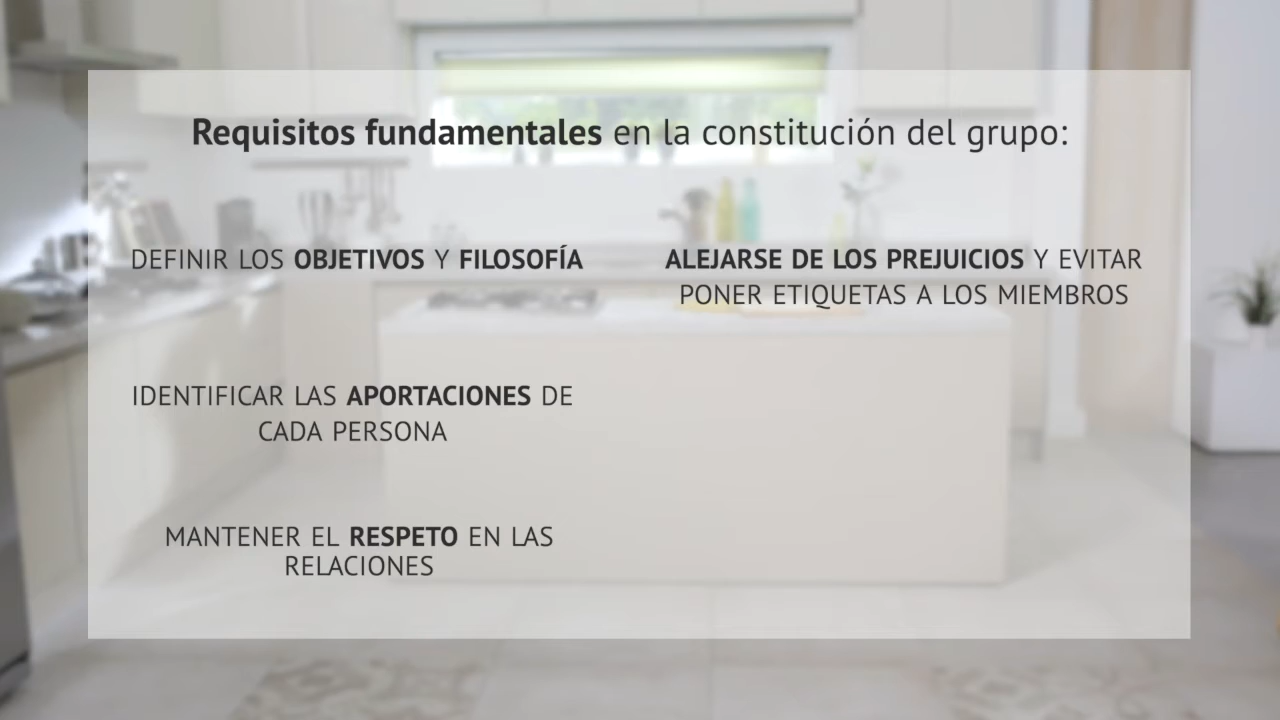 Requisitos fundamentales en la constitución del grupo:
DEFINIR LOS OBJETIVOS Y FILOSOFÍA
IDENTIFICAR LAS APORTACIONES DE
CADA PERSONA
MANTENER EL RESPETO EN LAS
RELACIONES
ALEJARSE DE LOS PREJUICIOS Y EVITAR
PONER ETIQUETAS A LOS MIEMBROS